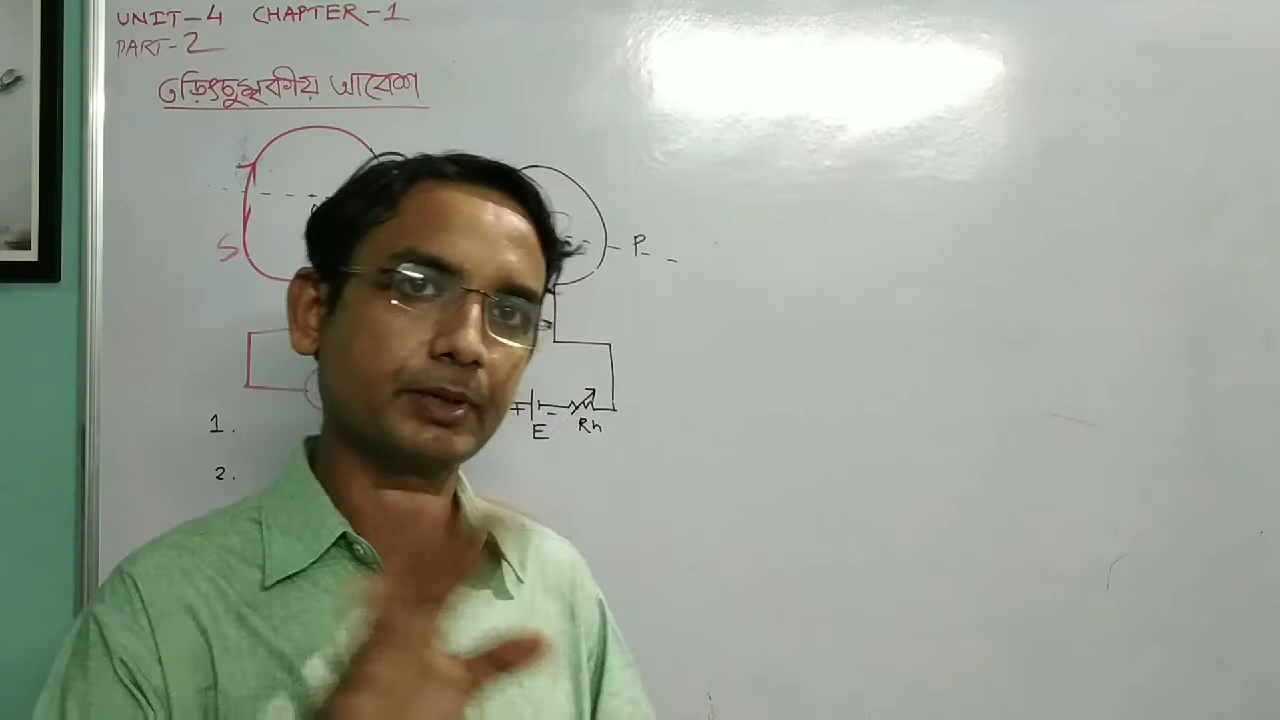 UNIT-4 CHAPTER-1
PART-2
তড়িৎচুম্বকীয় আবেশ
S
P
+ -
E Rh
1.
2.